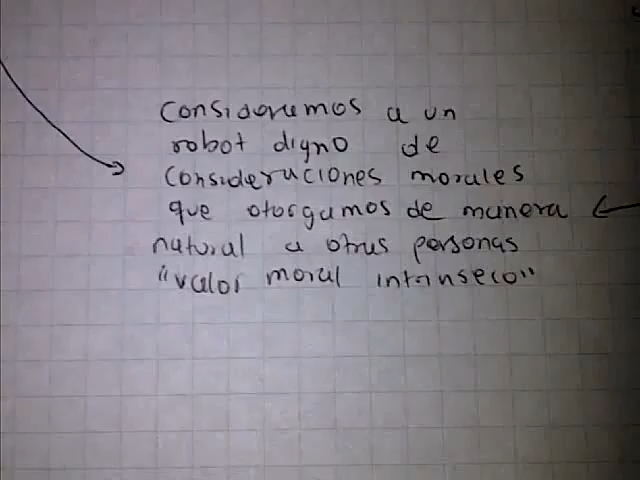 Consideremos a un
robot digno de
consideraciones morales
que otorgamos de manera
natural a otras personas
"valor moral intrinseco"